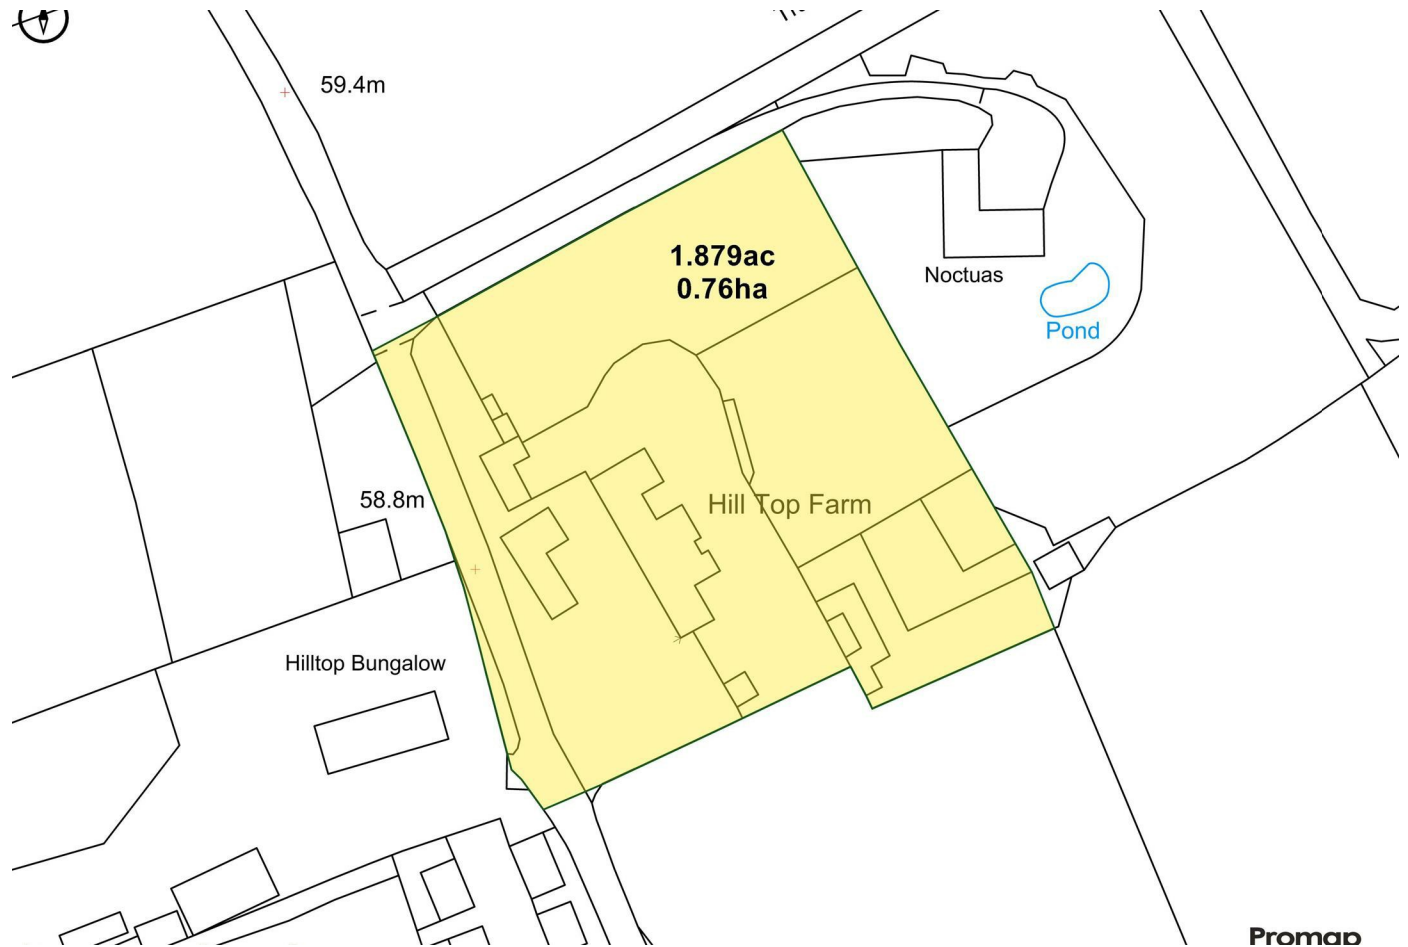 59.4m
1.879ac
0.76ha
Noctuas
Pond
58.8m
Hill Top Farm
Hilltop Bungalow
Promap